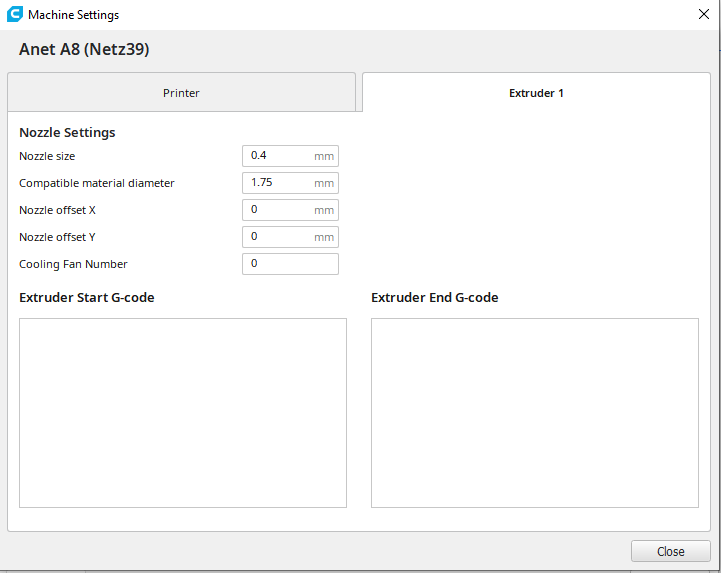 Machine Settings
Anet A8 (Netz39)
Printer
Extruder 1
Nozzle Settings
Nozzle size 0.4 mm
Compatible material diameter 1.75 mm
Nozzle offset X 0 mm
Nozzle offset Y 0 mm
Cooling Fan Number 0
Extruder Start G-code
Extruder End G-code
Close